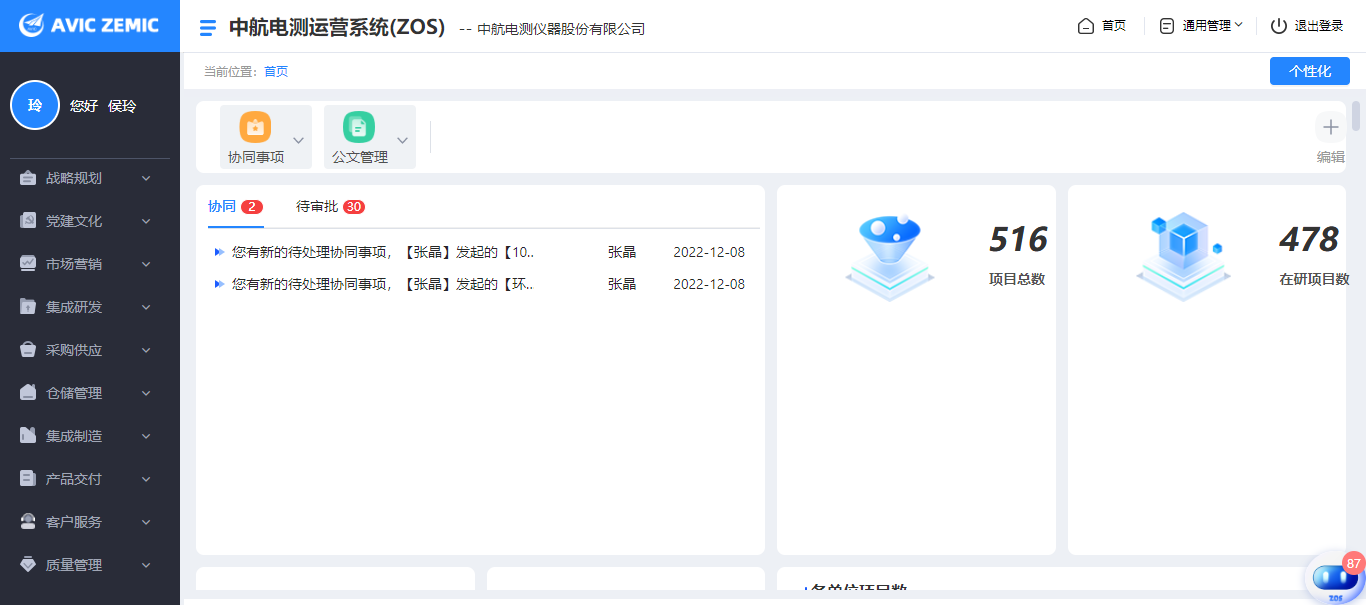 AVIC ZEMIC
中航电测运营系统(ZOS) -- 中航电测仪器股份有限公司
首页 通用管理 退出登录
当前位置: 首页
个性化
玲 您好 侯玲
协同事项 公文管理
编辑
战略规划
党建文化
市场营销
集成研发
采购供应
仓储管理
集成制造
产品交付
客户服务
质量管理
协同 2 待审批 30
您有新的待处理协同事项，【张晶】发起的【10.. 张晶 2022-12-08
您有新的待处理协同事项，【张晶】发起的【环.. 张晶 2022-12-08
516
项目总数
478
在研项目数
各单位项目数
87
ZOS